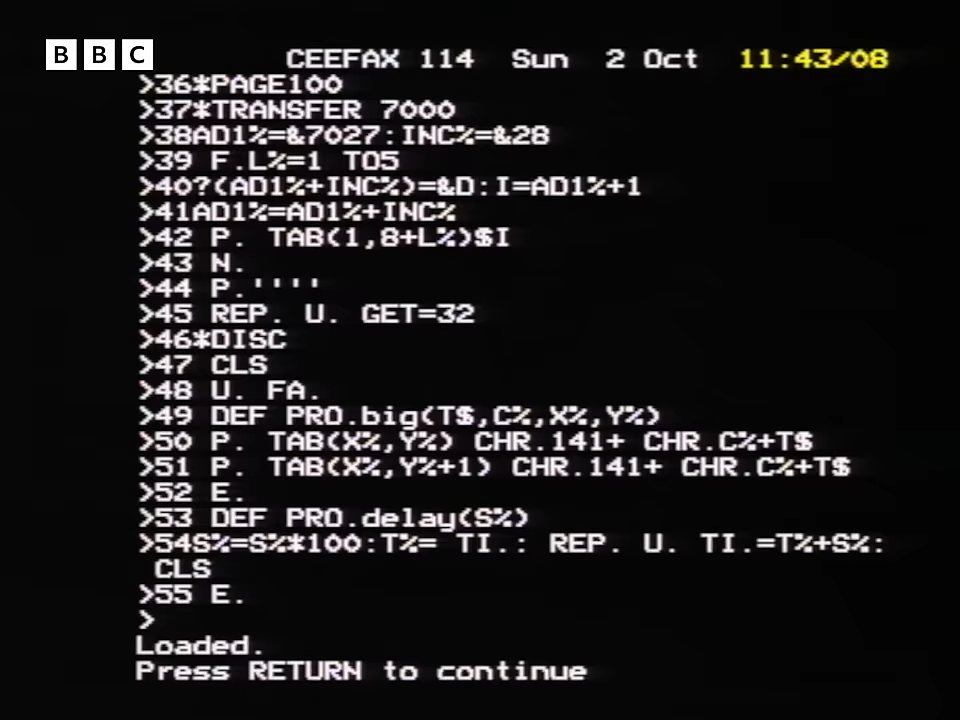 BBC
CEEFAX 114 Sun 2 Oct 11:43/08
>36*PAGE100
>37*TRANSFER 7000
>38AD1%=&7027:INC%=&28
>39 F.L%=1 TO5
>40?(AD1%+INC%)=&D:I=AD1%+1
>41AD1%=AD1%+INC%
>42 P. TAB(1,8+L%)$I
>43 N.
>44 P.''''
>45 REP. U. GET=32
>46*DISC
>47 CLS
>48 U. FA.
>49 DEF PRO.big(T$,C%,X%,Y%)
>50 P. TAB(X%,Y%) CHR.141+ CHR.C%+T$
>51 P. TAB(X%,Y%+1) CHR.141+ CHR.C%+T$
>52 E.
>53 DEF PRO.delay(S%)
>54S%=S%*100:T%= TI.: REP. U. TI.=T%+S%:
CLS
>55 E.
>
Loaded.
Press RETURN to continue